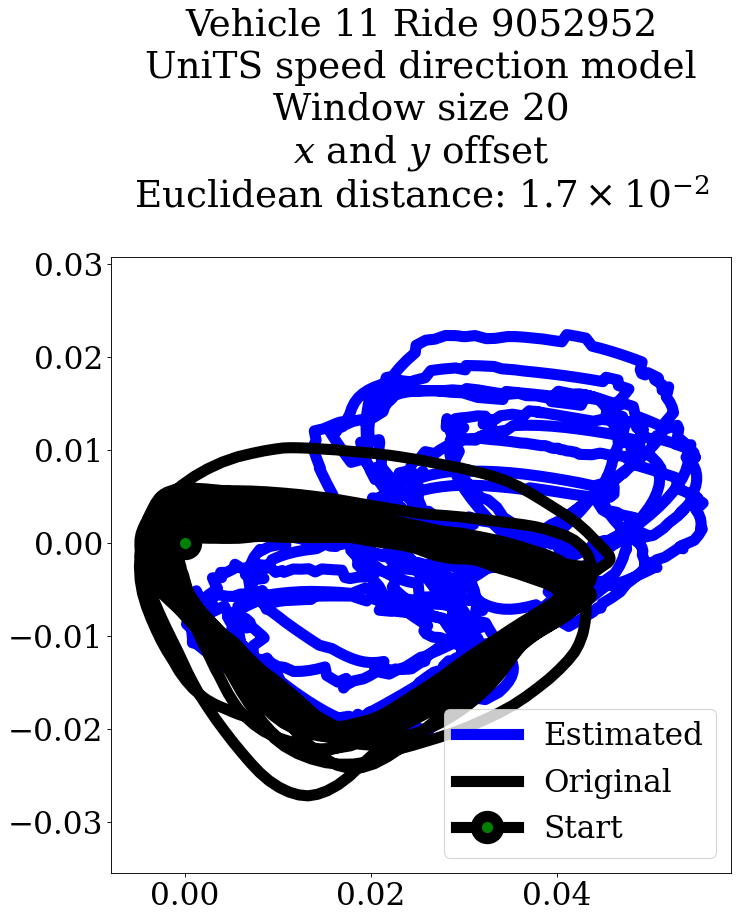 Vehicle 11 Ride 9052952
UniTS speed direction model
Window size 20
x and y offset
Euclidean distance: 1.7 × 10⁻²
0.03
0.02
0.01
0.00
−0.01
−0.02
−0.03
0.00 0.02 0.04
Estimated
Original
Start